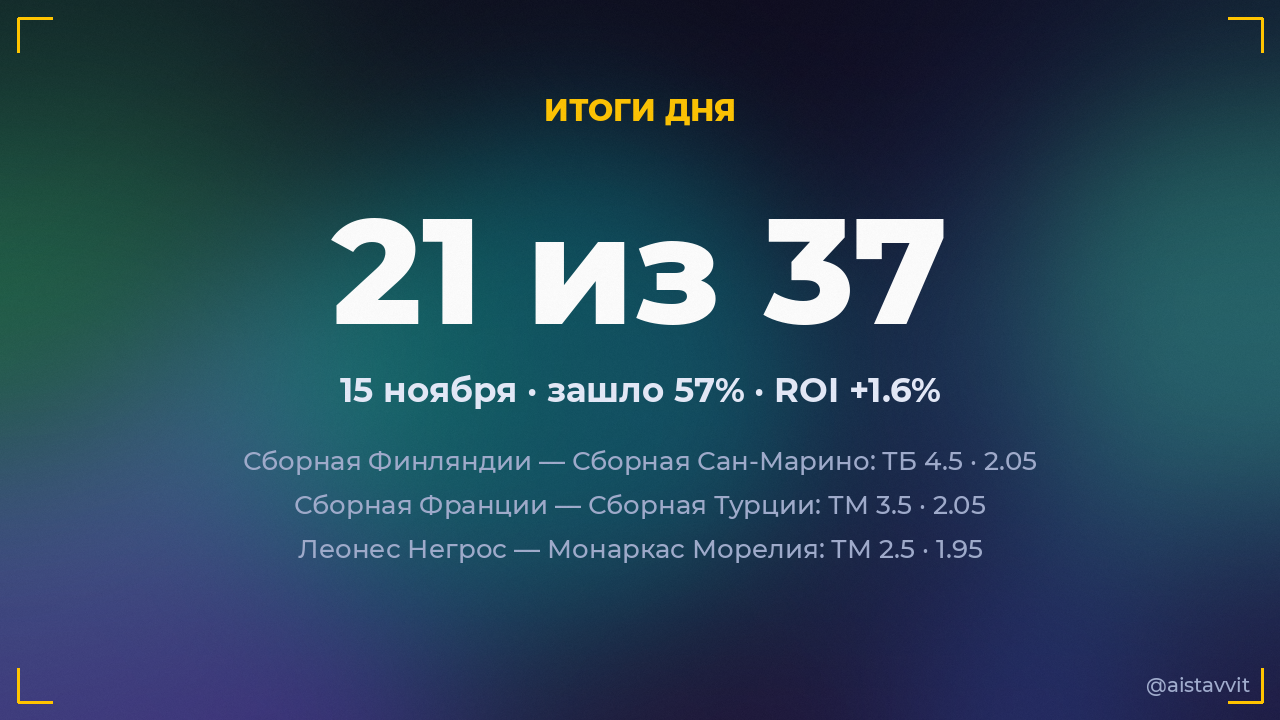 ИТОГИ ДНЯ
21 из 37
15 ноября · зашло 57% · ROI +1.6%
Сборная Финляндии — Сборная Сан-Марино: ТБ 4.5 · 2.05
Сборная Франции — Сборная Турции: ТМ 3.5 · 2.05
Леонес Негрос — Монаркас Морелия: ТМ 2.5 · 1.95
@aistavvit